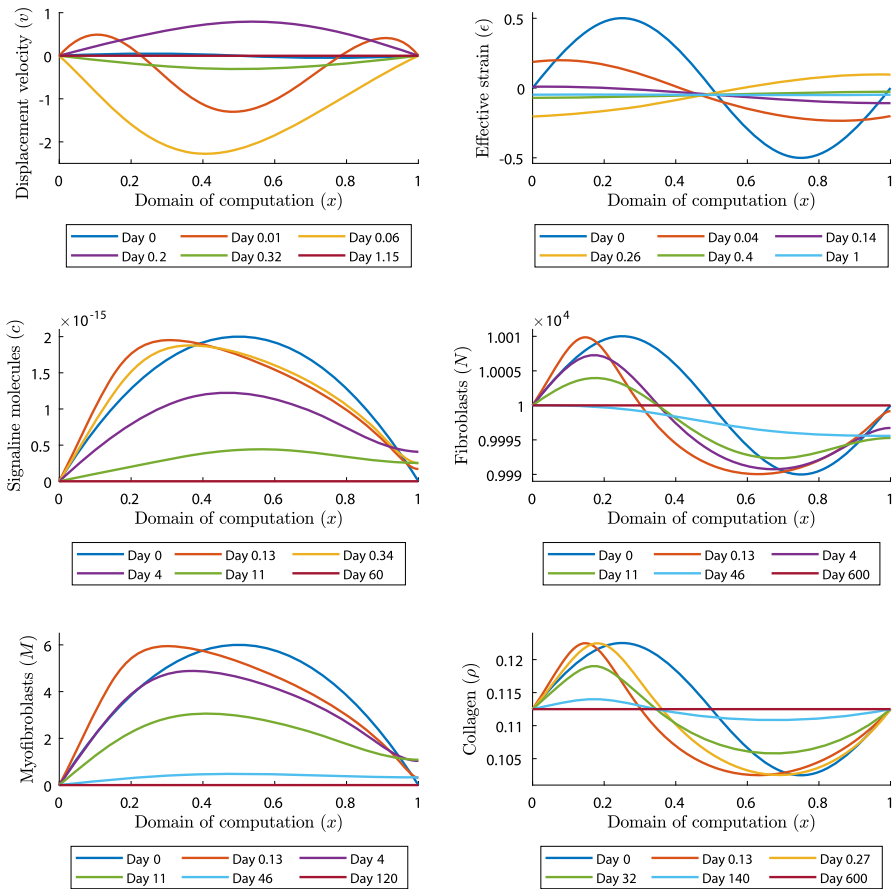 Displacement velocity (v)
1
0
-1
-2
0 0.2 0.4 0.6 0.8 1
Domain of computation (x)
Day 0 Day 0.01 Day 0.06
Day 0.2 Day 0.32 Day 1.15
Effective strain (ϵ)
0.5
0
-0.5
0 0.2 0.4 0.6 0.8 1
Domain of computation (x)
Day 0 Day 0.04 Day 0.14
Day 0.26 Day 0.4 Day 1
Signaline molecules (c)
×10^-15
2
1.5
1
0.5
0
0 0.2 0.4 0.6 0.8 1
Domain of computation (x)
Day 0 Day 0.13 Day 0.34
Day 4 Day 11 Day 60
Fibroblasts (N)
×10^4
1.001
1.0005
1
0.9995
0.999
0 0.2 0.4 0.6 0.8 1
Domain of computation (x)
Day 0 Day 0.13 Day 4
Day 11 Day 46 Day 600
Myofibroblasts (M)
6
4
2
0
0 0.2 0.4 0.6 0.8 1
Domain of computation (x)
Day 0 Day 0.13 Day 4
Day 11 Day 46 Day 120
Collagen (ρ)
0.12
0.115
0.11
0.105
0 0.2 0.4 0.6 0.8 1
Domain of computation (x)
Day 0 Day 0.13 Day 0.27
Day 32 Day 140 Day 600